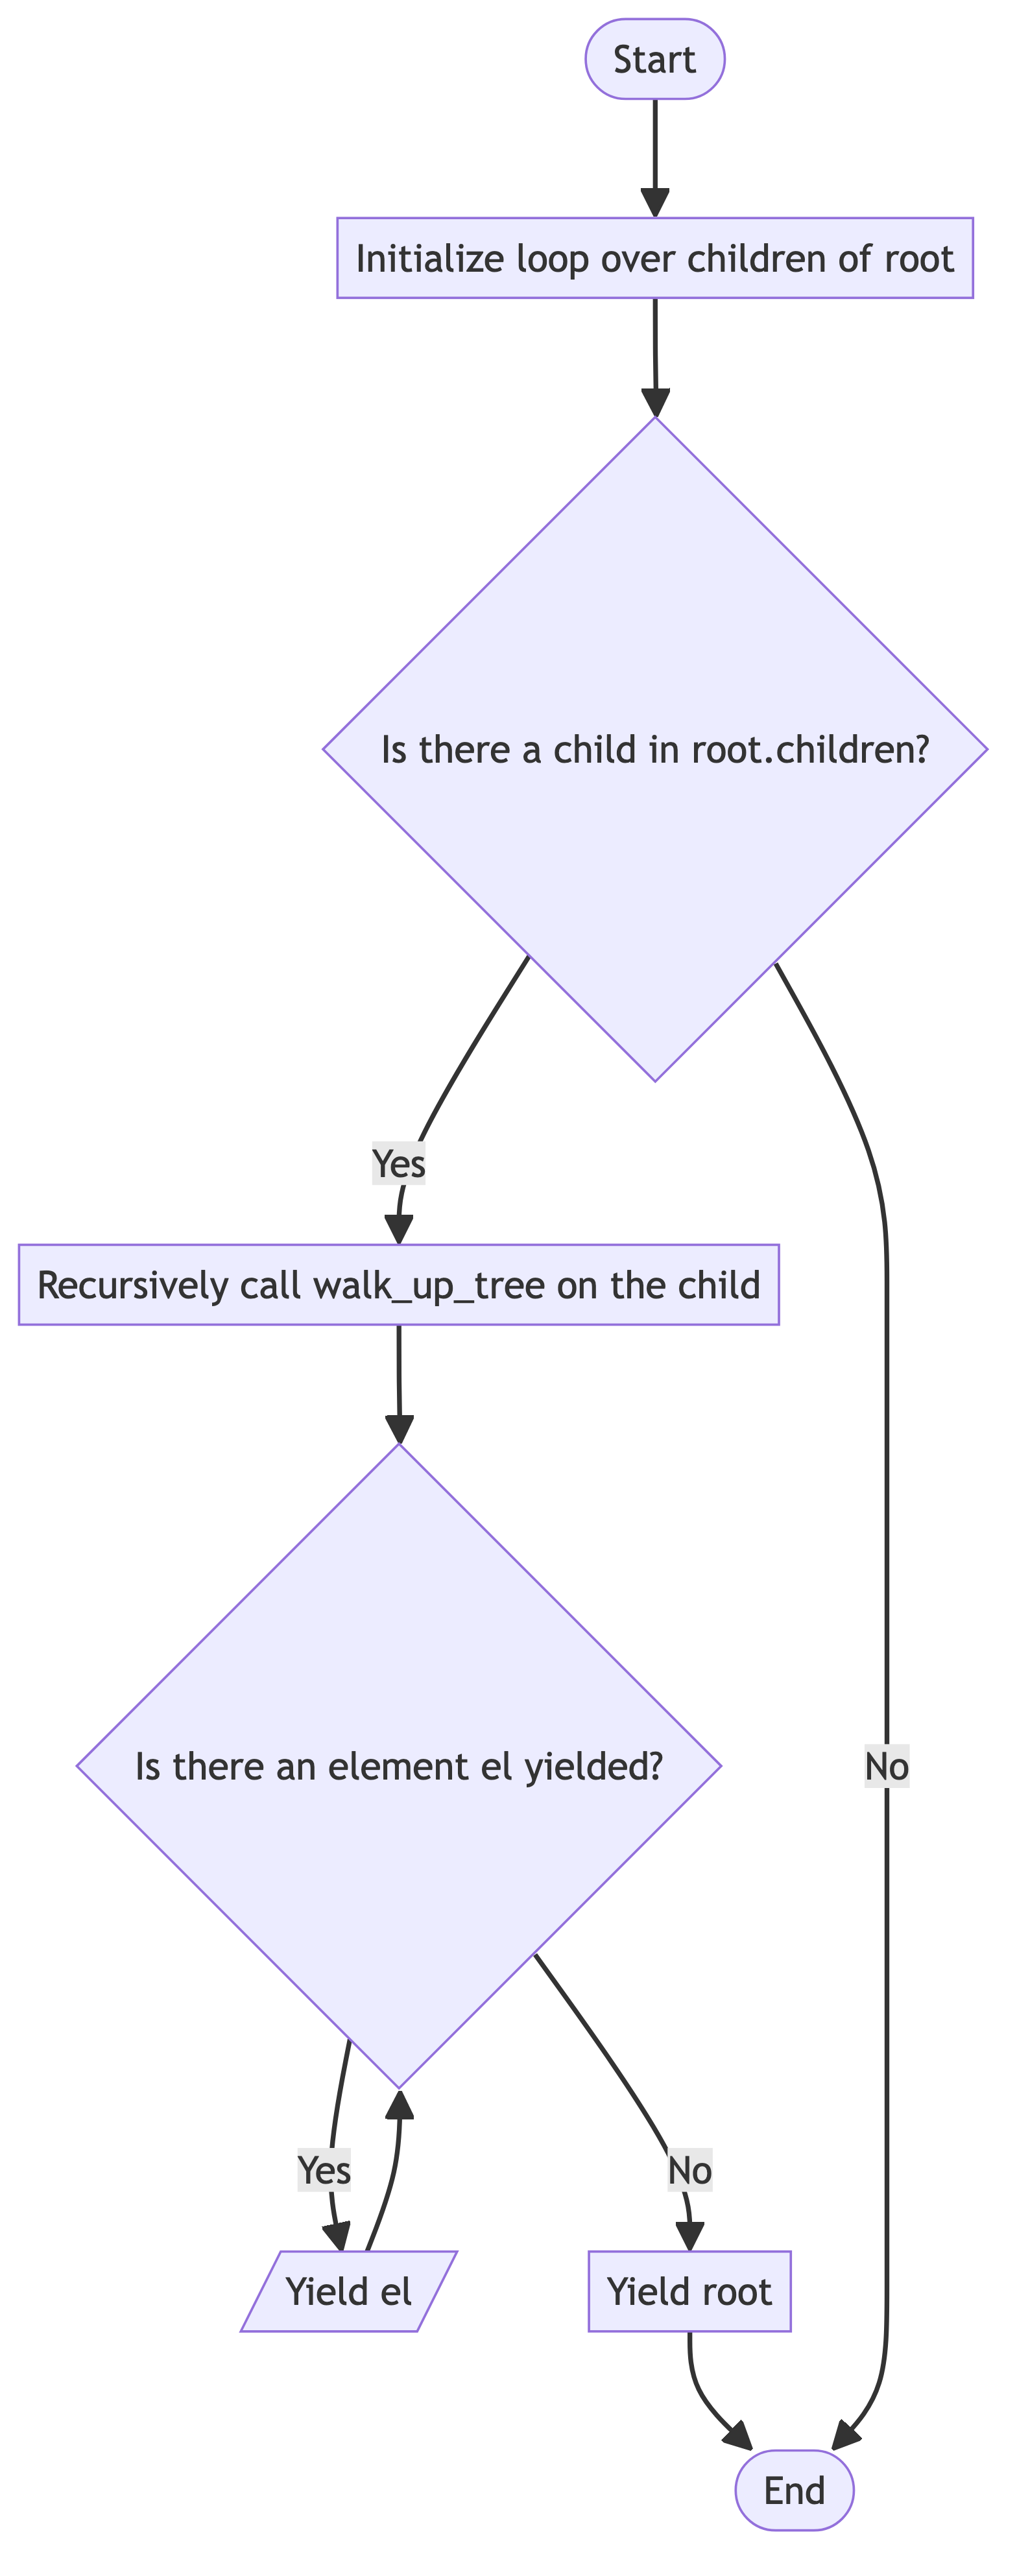 Start
Initialize loop over children of root
Is there a child in root.children?
Yes
Recursively call walk_up_tree on the child
Is there an element el yielded?
No
Yes
No
Yield el
Yield root
End